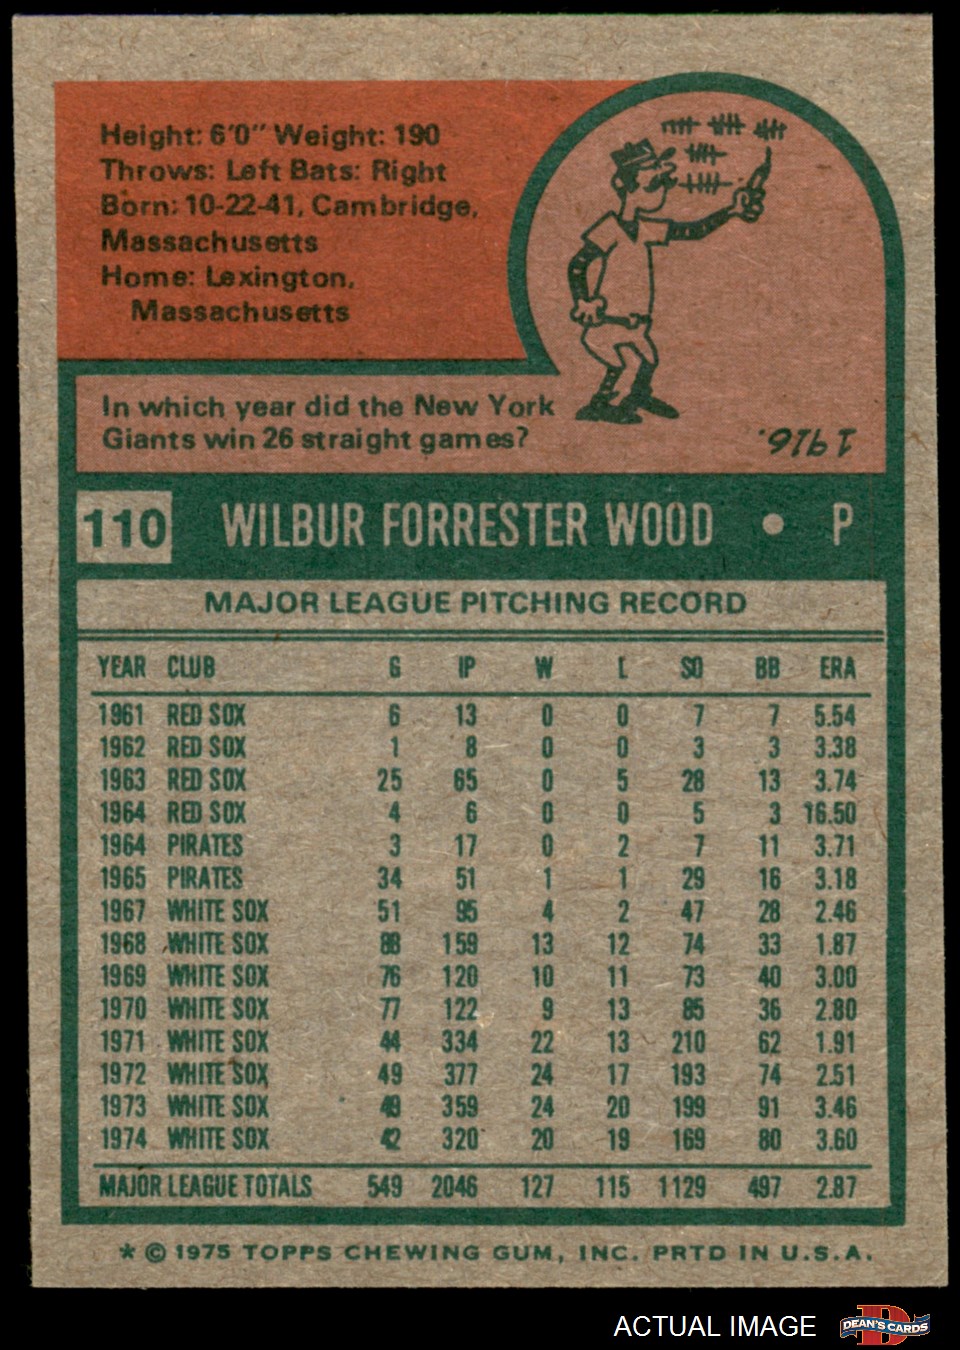 Height: 6'0" Weight: 190
Throws: Left Bats: Right
Born: 10-22-41, Cambridge,
Massachusetts
Home: Lexington,
Massachusetts
In which year did the New York
Giants win 26 straight games?
1916.
110 WILBUR FORRESTER WOOD • P
MAJOR LEAGUE PITCHING RECORD
YEAR CLUB G IP W L SO BB ERA
1961 RED SOX 6 13 0 0 7 7 5.54
1962 RED SOX 1 8 0 0 3 3 3.38
1963 RED SOX 25 65 0 5 28 13 3.74
1964 RED SOX 4 6 0 0 5 3 16.50
1964 PIRATES 3 17 0 2 7 11 3.71
1965 PIRATES 34 51 1 1 29 16 3.18
1967 WHITE SOX 51 95 4 2 47 28 2.46
1968 WHITE SOX 88 159 13 12 74 33 1.87
1969 WHITE SOX 76 120 10 11 73 40 3.00
1970 WHITE SOX 77 122 9 13 85 36 2.80
1971 WHITE SOX 44 334 22 13 210 62 1.91
1972 WHITE SOX 49 377 24 17 193 74 2.51
1973 WHITE SOX 49 359 24 20 199 91 3.46
1974 WHITE SOX 42 320 20 19 169 80 3.60
MAJOR LEAGUE TOTALS 549 2046 127 115 1129 497 2.87
* © 1975 TOPPS CHEWING GUM, INC. PRTD IN U.S.A.
ACTUAL IMAGE
D DEAN'S CARDS